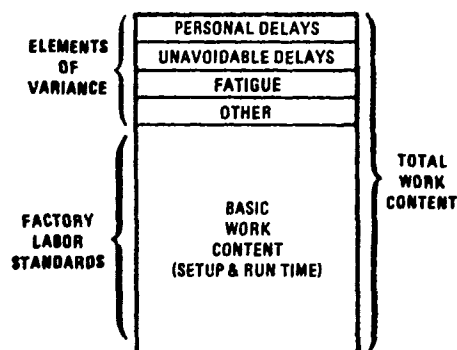 PERSONAL DELAYS
UNAVOIDABLE DELAYS
FATIGUE
OTHER
ELEMENTS
OF
VARIANCE
BASIC
WORK
CONTENT
(SETUP & RUN TIME)
FACTORY
LABOR
STANDARDS
TOTAL
WORK
CONTENT